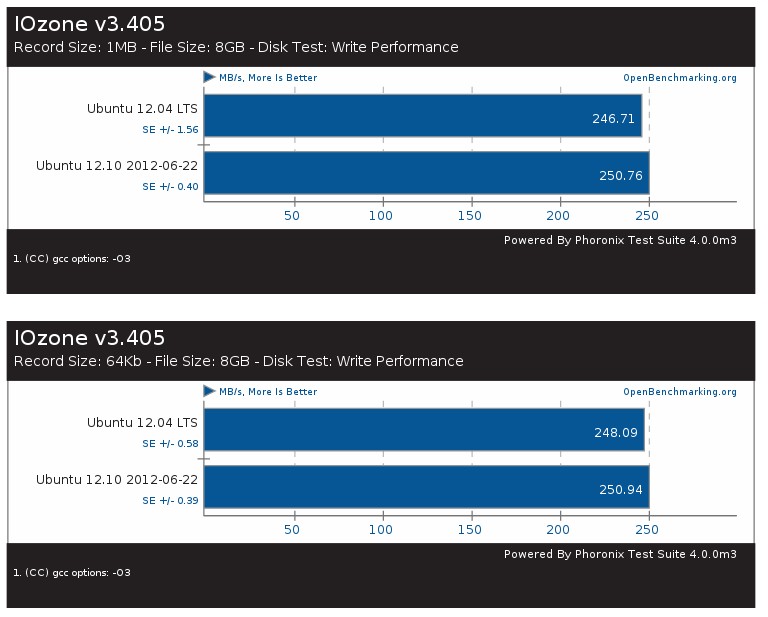 IOzone v3.405
Record Size: 1MB - File Size: 8GB - Disk Test: Write Performance
MB/s, More Is Better OpenBenchmarking.org
Ubuntu 12.04 LTS 246.71
SE +/- 1.56
Ubuntu 12.10 2012-06-22 250.76
SE +/- 0.40
50 100 150 200 250
Powered By Phoronix Test Suite 4.0.0m3
1. (CC) gcc options: -O3
IOzone v3.405
Record Size: 64Kb - File Size: 8GB - Disk Test: Write Performance
MB/s, More Is Better OpenBenchmarking.org
Ubuntu 12.04 LTS 248.09
SE +/- 0.58
Ubuntu 12.10 2012-06-22 250.94
SE +/- 0.39
50 100 150 200 250
Powered By Phoronix Test Suite 4.0.0m3
1. (CC) gcc options: -O3